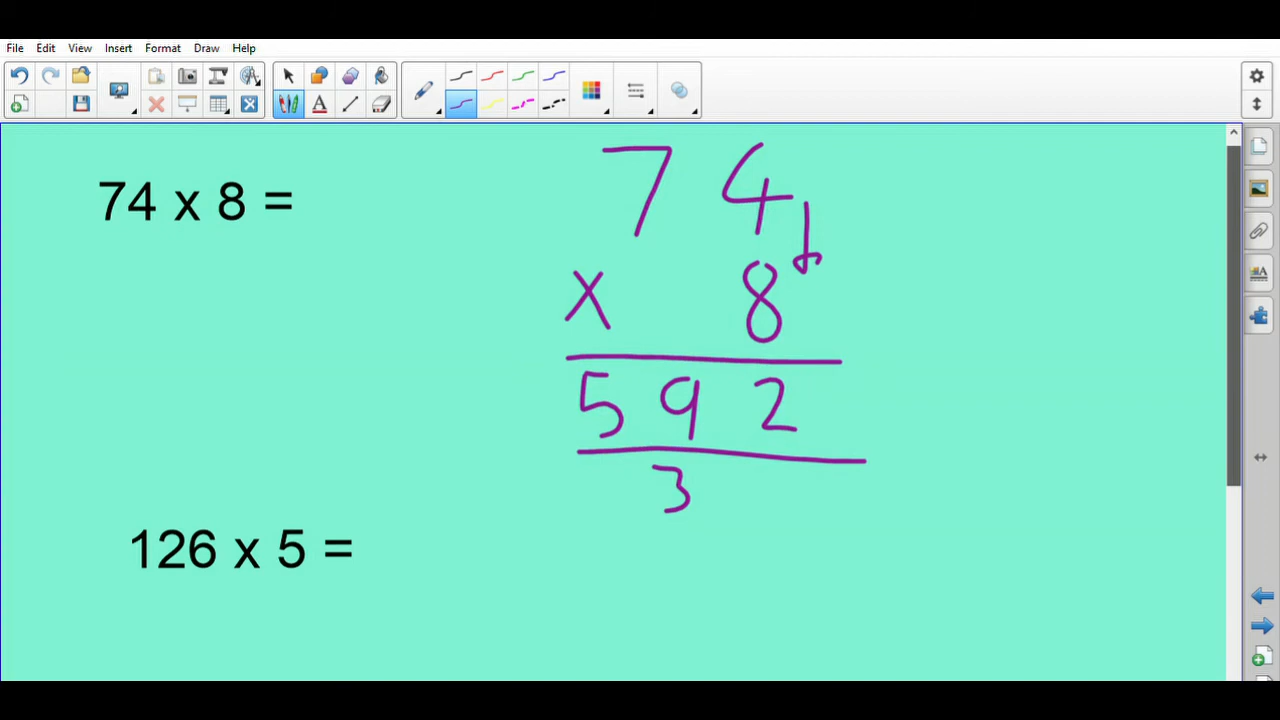 File Edit View Insert Format Draw Help
74 x 8 =
7 4
x 8
5 9 2
3
126 x 5 =